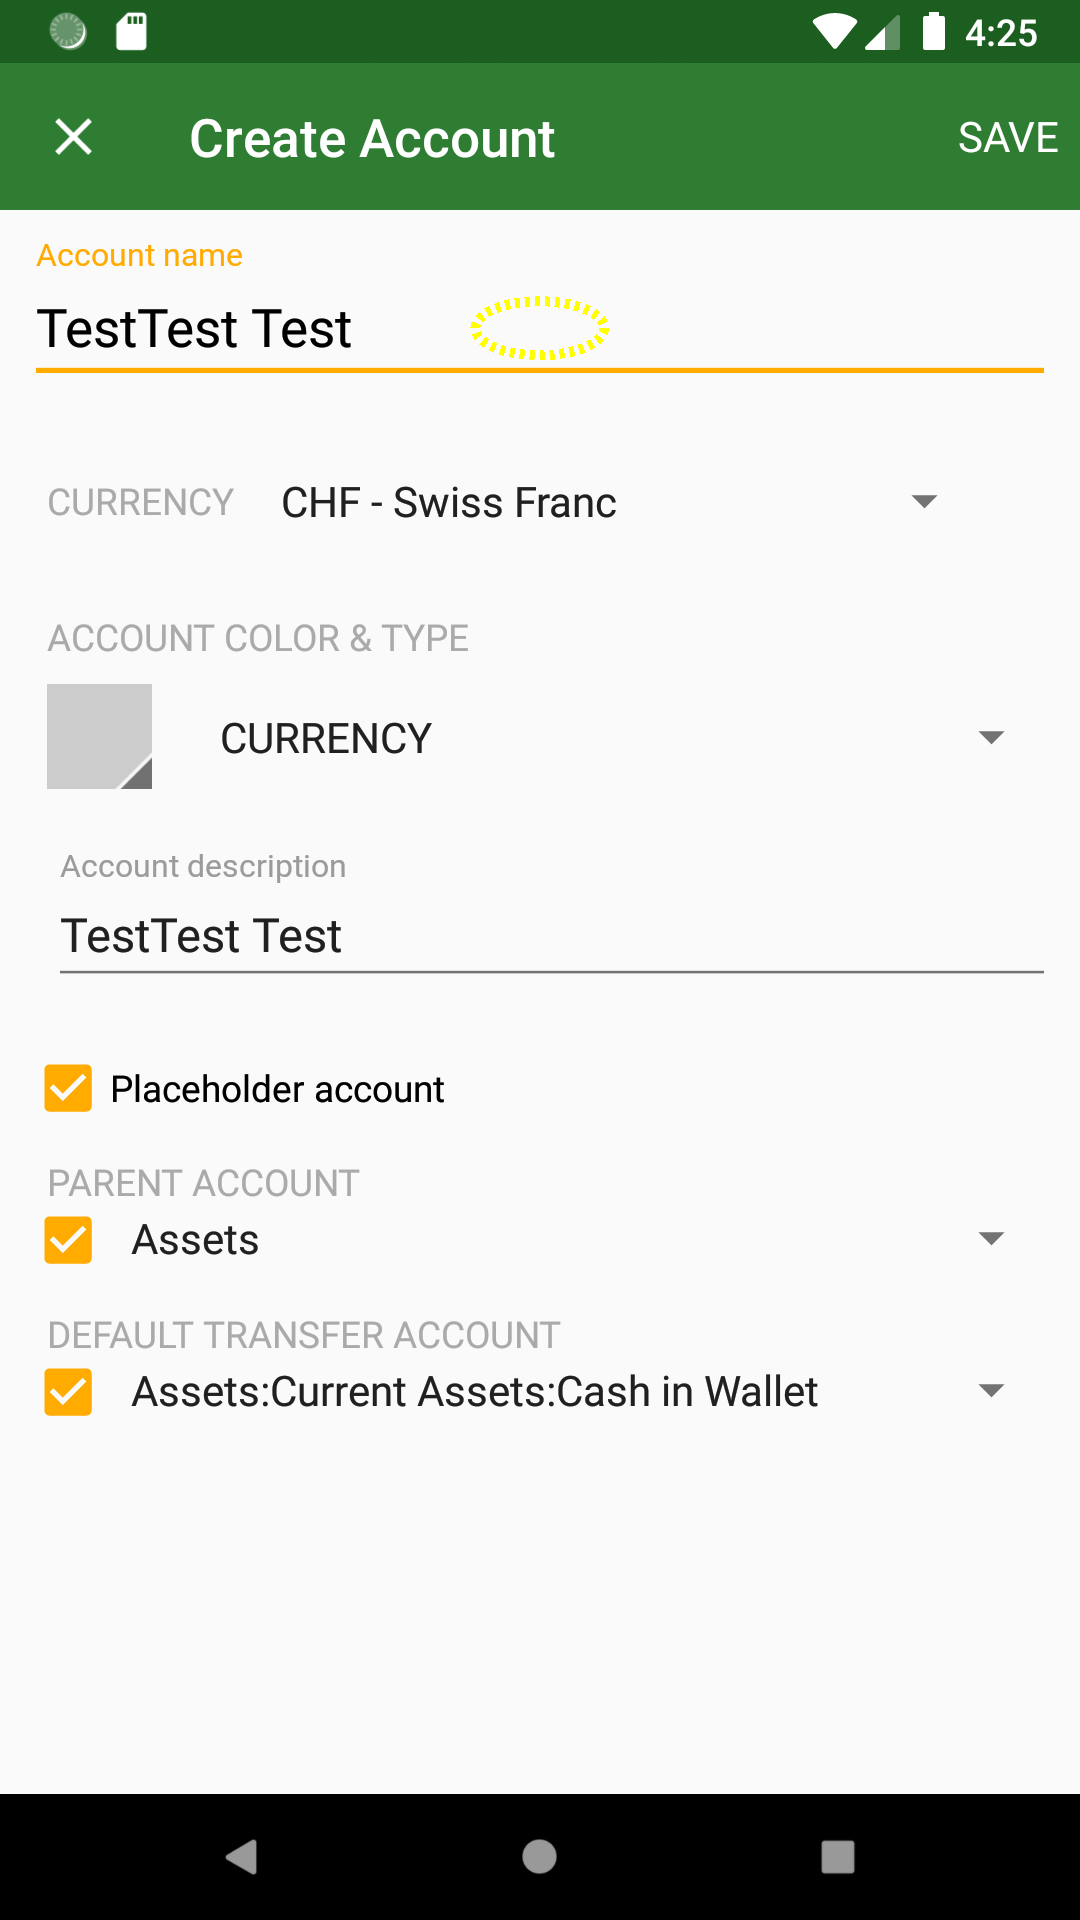 4:25
Create Account
SAVE
Account name
TestTest Test
CURRENCY
CHF - Swiss Franc
ACCOUNT COLOR & TYPE
CURRENCY
Account description
TestTest Test
Placeholder account
PARENT ACCOUNT
Assets
DEFAULT TRANSFER ACCOUNT
Assets:Current Assets:Cash in Wallet